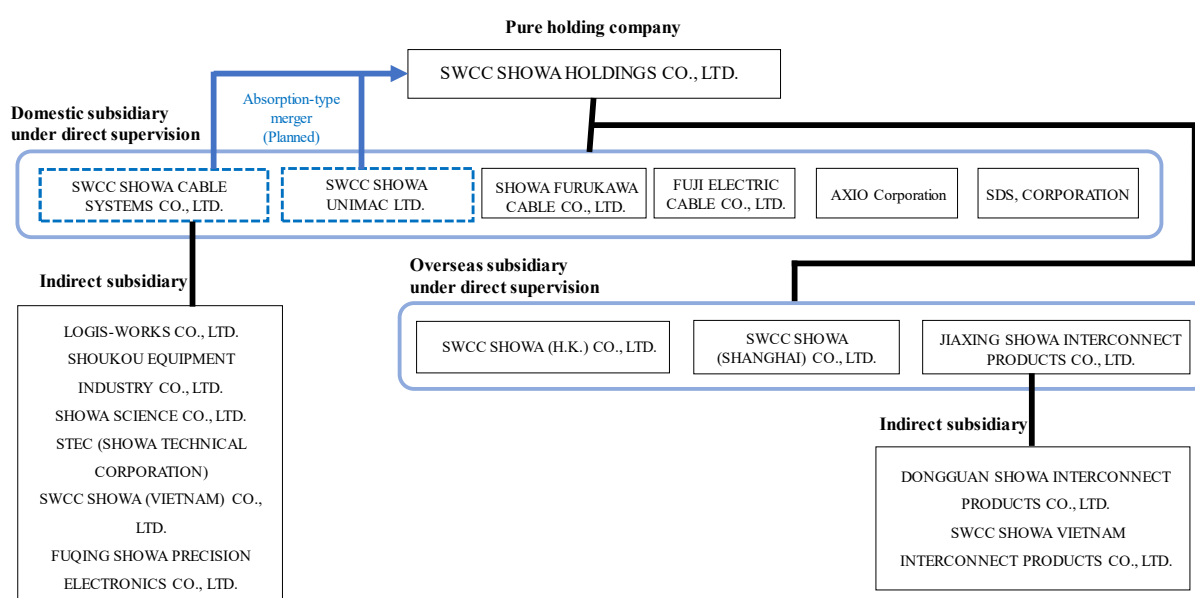 Pure holding company
SWCC SHOWA HOLDINGS CO., LTD.
Absorption-type
merger
(Planned)
Domestic subsidiary
under direct supervision
SWCC SHOWA CABLE
SYSTEMS CO., LTD.
SWCC SHOWA
UNIMAC LTD.
SHOWA FURUKAWA
CABLE CO., LTD.
FUJI ELECTRIC
CABLE CO., LTD.
AXIO Corporation
SDS, CORPORATION
Indirect subsidiary
LOGIS-WORKS CO., LTD.
SHOUKOU EQUIPMENT
INDUSTRY CO., LTD.
SHOWA SCIENCE CO., LTD.
STEC (SHOWA TECHNICAL
CORPORATION)
SWCC SHOWA (VIETNAM) CO.,
LTD.
FUQING SHOWA PRECISION
ELECTRONICS CO., LTD.
Overseas subsidiary
under direct supervision
SWCC SHOWA (H.K.) CO., LTD.
SWCC SHOWA
(SHANGHAI) CO., LTD.
JIAXING SHOWA INTERCONNECT
PRODUCTS CO., LTD.
Indirect subsidiary
DONGGUAN SHOWA INTERCONNECT
PRODUCTS CO., LTD.
SWCC SHOWA VIETNAM
INTERCONNECT PRODUCTS CO., LTD.